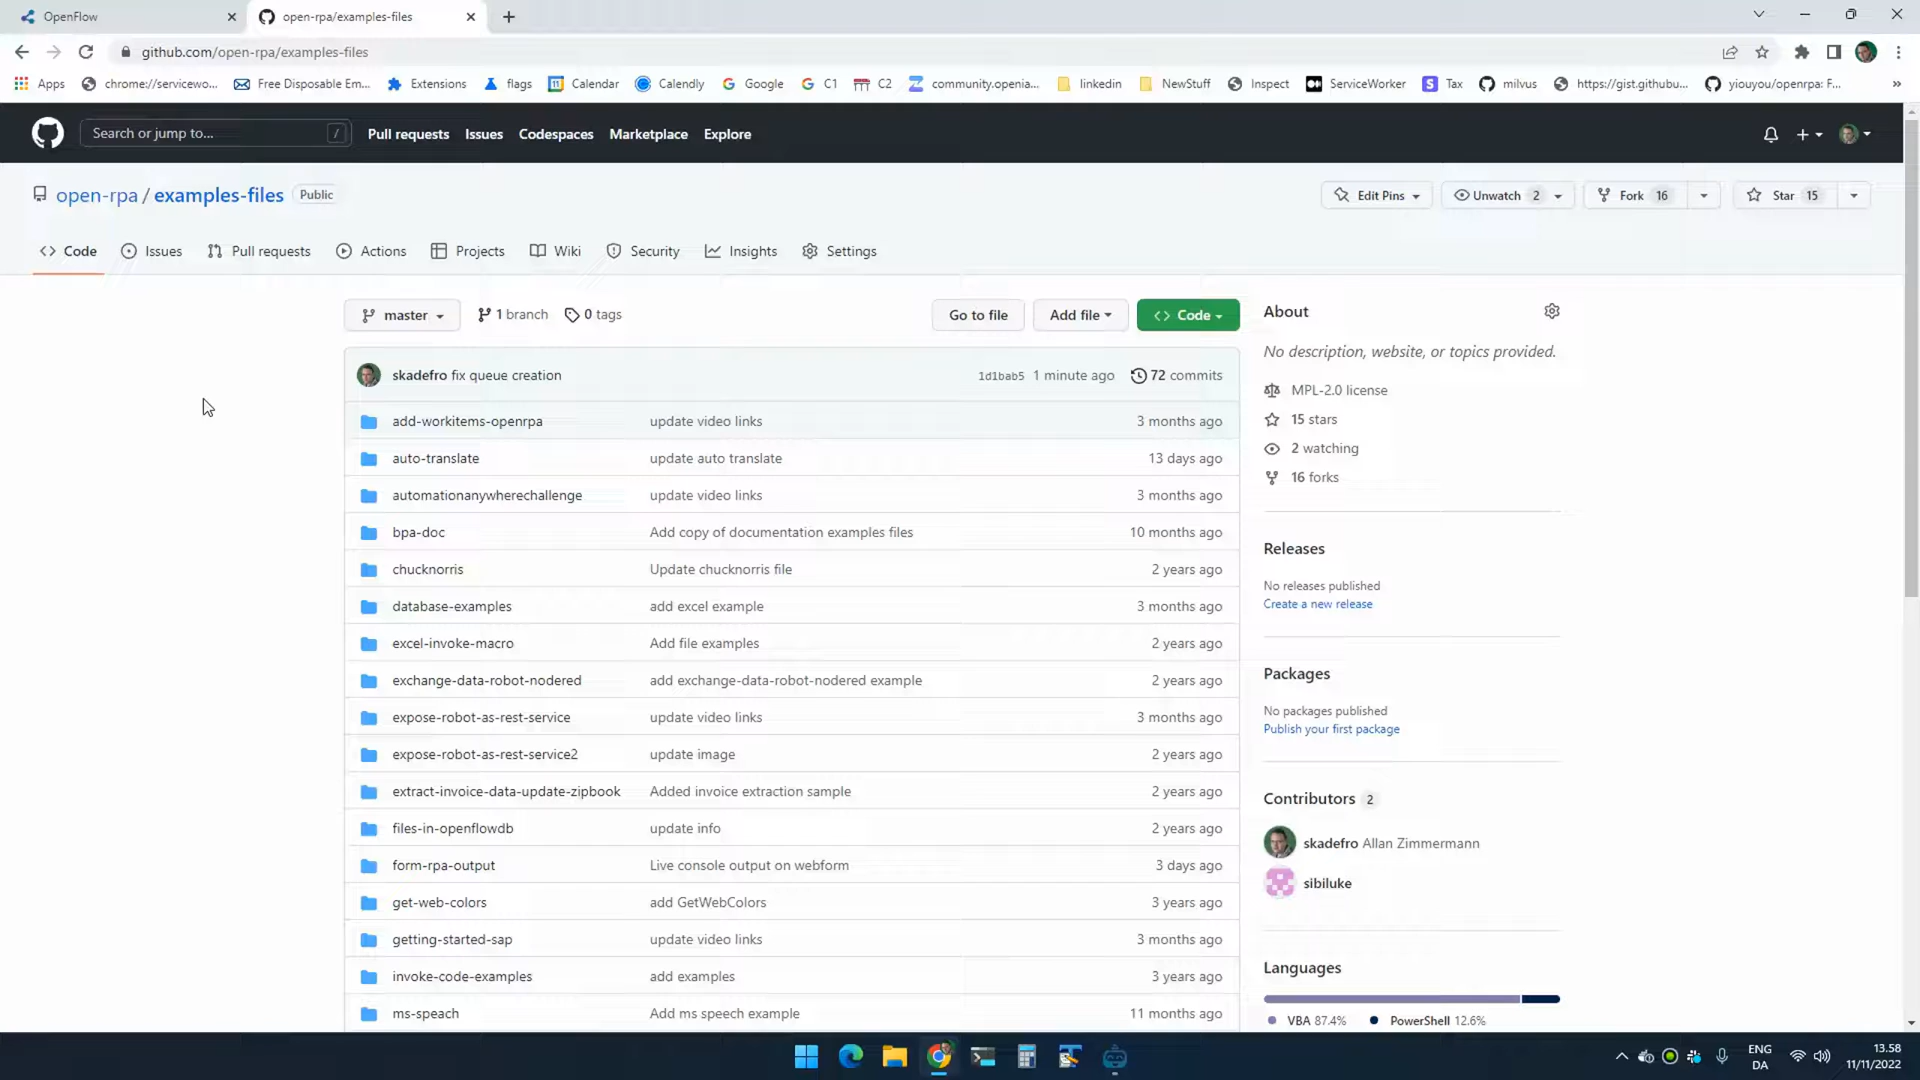 OpenFlow
open-rpa/examples-files
github.com/open-rpa/examples-files
Apps
chrome://servicewo...
Free Disposable Em...
Extensions
flags
Calendar
Calendly
Google
C1
C2
community.openia...
linkedin
NewStuff
Inspect
ServiceWorker
Tax
milvus
https://gist.githubu...
yiouyou/openrpa: F...
»
Search or jump to...
/
Pull requests
Issues
Codespaces
Marketplace
Explore
open-rpa / examples-files
Public
Edit Pins
Unwatch 2
Fork 16
Star 15
Code
Issues
Pull requests
Actions
Projects
Wiki
Security
Insights
Settings
master
1 branch
0 tags
Go to file
Add file
Code
skadefro fix queue creation
1d1bab5 1 minute ago
72 commits
add-workitems-openrpa update video links 3 months ago
auto-translate update auto translate 13 days ago
automationanywherechallenge update video links 3 months ago
bpa-doc Add copy of documentation examples files 10 months ago
chucknorris Update chucknorris file 2 years ago
database-examples add excel example 3 months ago
excel-invoke-macro Add file examples 2 years ago
exchange-data-robot-nodered add exchange-data-robot-nodered example 2 years ago
expose-robot-as-rest-service update video links 3 months ago
expose-robot-as-rest-service2 update image 2 years ago
extract-invoice-data-update-zipbook Added invoice extraction sample 2 years ago
files-in-openflowdb update info 2 years ago
form-rpa-output Live console output on webform 3 days ago
get-web-colors add GetWebColors 3 years ago
getting-started-sap update video links 3 months ago
invoke-code-examples add examples 3 years ago
ms-speach Add ms speech example 11 months ago
About
No description, website, or topics provided.
MPL-2.0 license
15 stars
2 watching
16 forks
Releases
No releases published
Create a new release
Packages
No packages published
Publish your first package
Contributors 2
skadefro Allan Zimmermann
sibiluke
Languages
VBA 87.4%
PowerShell 12.6%
ENG
DA
13.58
11/11/2022